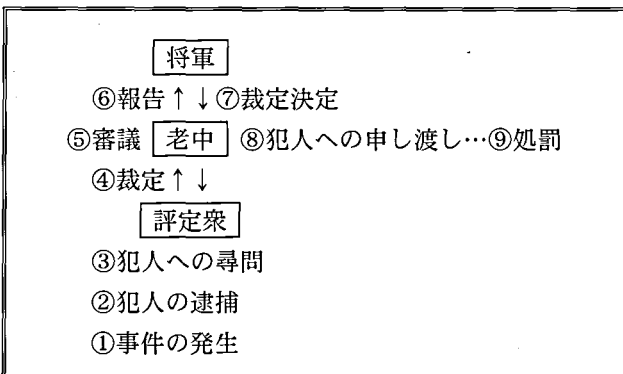 将軍
⑥報告↑↓⑦裁定決定
⑤審議 老中 ⑧犯人への申し渡し…⑨処罰
④裁定↑↓
評定衆
③犯人への尋問
②犯人の逮捕
①事件の発生